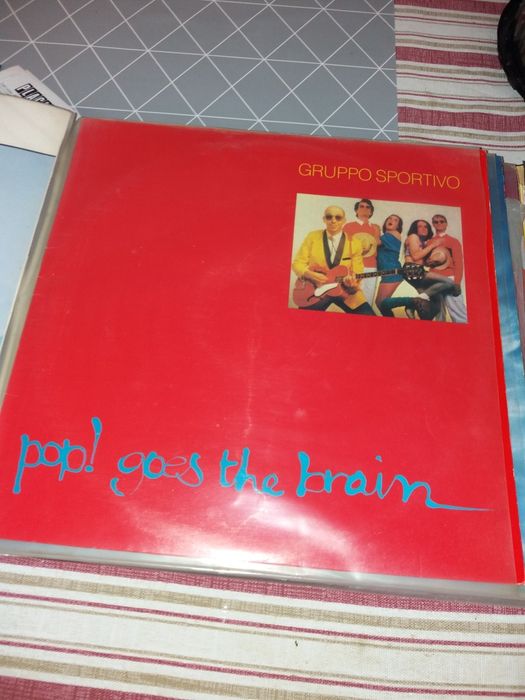 GRUPPO SPORTIVO
pop! goes the brain